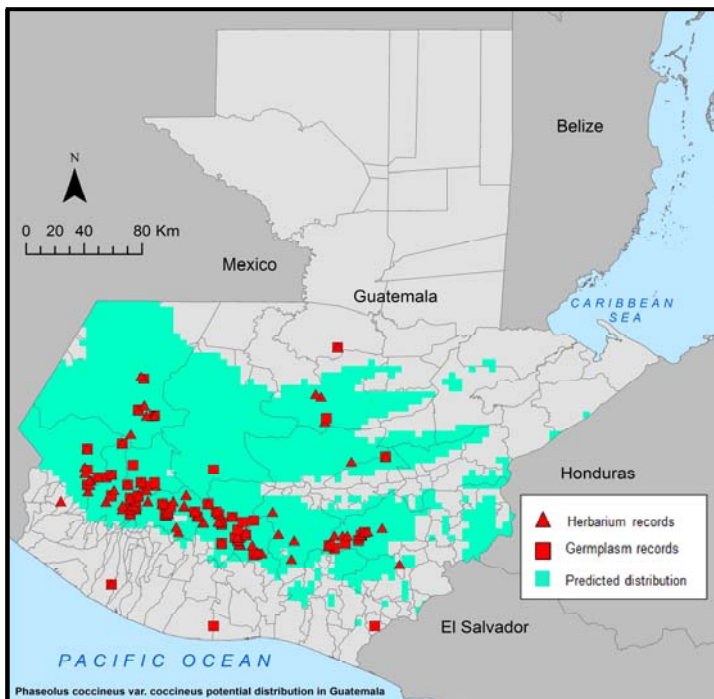 Belize
N
0 20 40 80 Km
Mexico
Guatemala
CARIBBEAN
SEA
Honduras
Herbarium records
Germplasm records
Predicted distribution
El Salvador
PACIFIC OCEAN
Phaseolus coccineus var. coccineus potential distribution in Guatemala